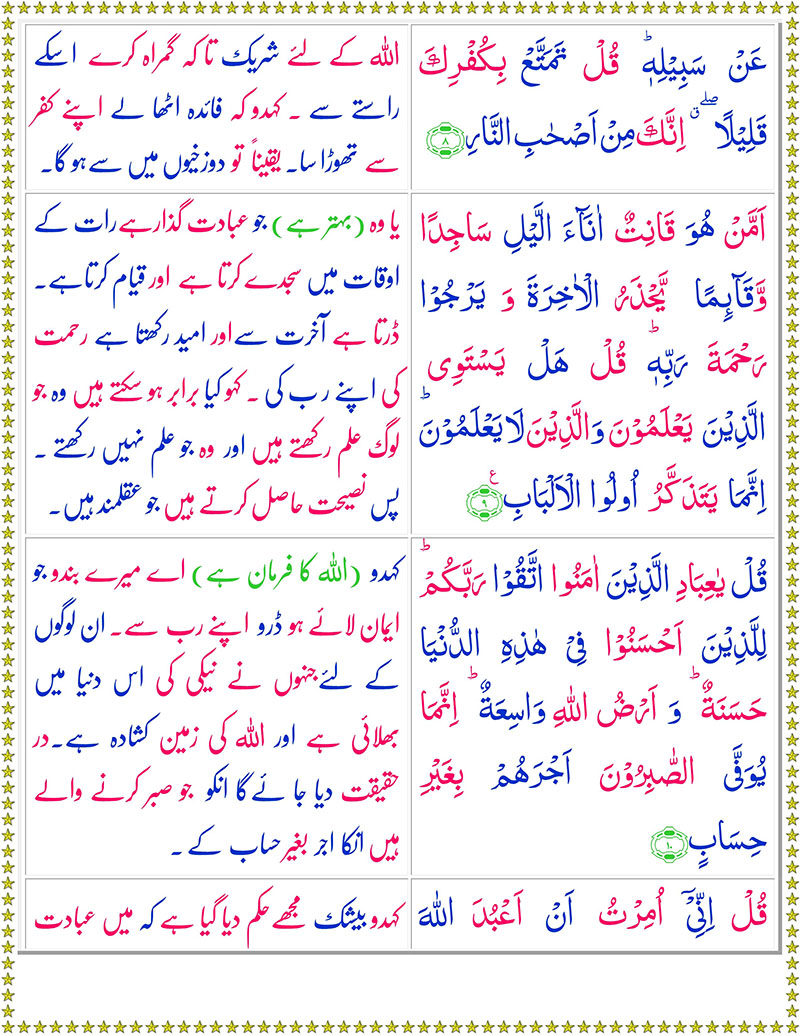 عَنْ سَبِيْلِهٖ ؕ قُلْ تَمَتَّعْ بِكُفْرِكَ
قَلِيْلًا ۖۗ اِنَّكَ مِنْ اَصْحٰبِ النَّارِ ۸
اللہ کے لئے شریک تاکہ گمراہ کرے اسکے
راستے سے ۔ کہدو کہ فائدہ اٹھا لے اپنے کفر
سے تھوڑا سا۔ یقیناً تو دوزخیوں میں سے ہو گا۔
اَمَّنْ هُوَ قَانِتٌ اٰنَآءَ الَّيْلِ سَاجِدًا
وَّقَآىِٕمًا يَّحْذَرُ الْاٰخِرَةَ وَ يَرْجُوْا
رَحْمَةَ رَبِّهٖ ؕ قُلْ هَلْ يَسْتَوِى
الَّذِيْنَ يَعْلَمُوْنَ وَالَّذِيْنَ لَا يَعْلَمُوْنَ ؕ
اِنَّمَا يَتَذَكَّرُ اُولُوا الْاَلْبَابِ ۹ ع
یا وہ (بہتر ہے) جو عبادت گذار ہے رات کے
اوقات میں سجدے کرتا ہے اور قیام کرتا ہے۔
ڈرتا ہے آخرت سے اور امید رکھتا ہے رحمت
کی اپنے رب کی ۔ کہو کیا برابر ہو سکتے ہیں وہ جو
لوگ علم رکھتے ہیں اور وہ جو علم نہیں رکھتے ۔
پس نصیحت حاصل کرتے ہیں جو عقلمند ہیں۔
قُلْ يٰعِبَادِ الَّذِيْنَ اٰمَنُوا اتَّقُوْا رَبَّكُمْ ؕ
لِلَّذِيْنَ اَحْسَنُوْا فِىْ هٰذِهِ الدُّنْيَا
حَسَنَةٌ ؕ وَ اَرْضُ اللّٰهِ وَاسِعَةٌ ؕ اِنَّمَا
يُوَفَّى الصّٰبِرُوْنَ اَجْرَهُمْ بِغَيْرِ
حِسَابٍ ۱۰
کہدو (اللہ کا فرمان ہے) اے میرے بندو جو
ایمان لائے ہو ڈرو اپنے رب سے۔ ان لوگوں
کے لئے جنہوں نے نیکی کی اس دنیا میں
بھلائی ہے اور اللہ کی زمین کشادہ ہے۔در
حقیقت دیا جائے گا انکو جو صبر کرنے والے
ہیں انکا اجر بغیر حساب کے ۔
قُلْ اِنِّىْۤ اُمِرْتُ اَنْ اَعْبُدَ اللّٰهَ
کہدو بیشک مجھے حکم دیا گیا ہے کہ میں عبادت